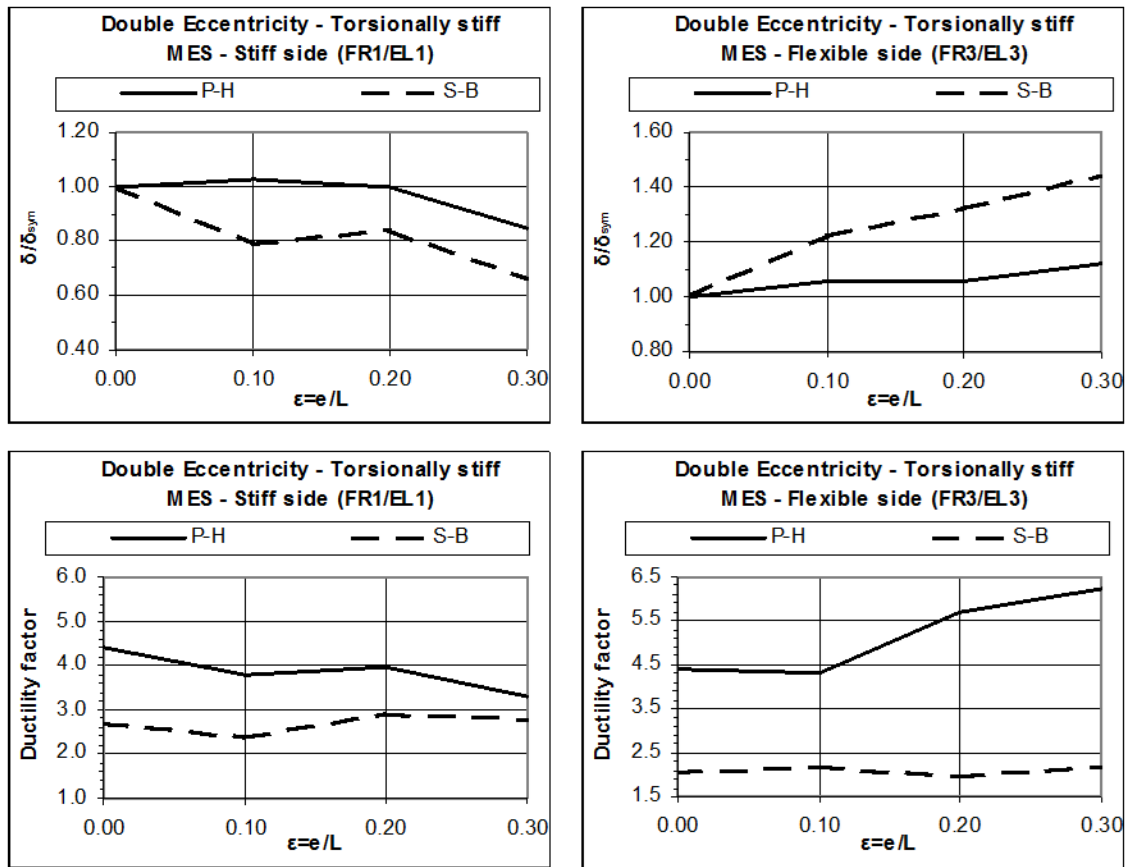 Double Eccentricity - Torsionally stiff
MES - Stiff side (FR1/EL1)
P-H S-B
1.20
1.00
0.80
0.60
0.40
δ/δsym
0.00 0.10 0.20 0.30
ε=e/L
Double Eccentricity - Torsionally stiff
MES - Flexible side (FR3/EL3)
P-H S-B
1.60
1.40
1.20
1.00
0.80
δ/δsym
0.00 0.10 0.20 0.30
ε=e/L
Double Eccentricity - Torsionally stiff
MES - Stiff side (FR1/EL1)
P-H S-B
6.0
5.0
4.0
3.0
2.0
1.0
Ductility factor
0.00 0.10 0.20 0.30
ε=e/L
Double Eccentricity - Torsionally stiff
MES - Flexible side (FR3/EL3)
P-H S-B
6.5
5.5
4.5
3.5
2.5
1.5
Ductility factor
0.00 0.10 0.20 0.30
ε=e/L